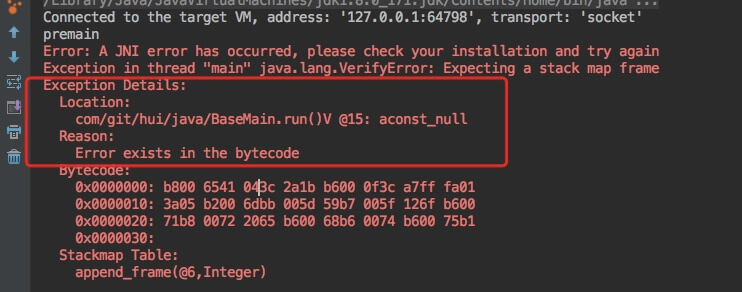 /Library/Java/JavaVirtualMachines/jdk1.8.0_171.jdk/Contents/Home/bin/java ...
Connected to the target VM, address: '127.0.0.1:64798', transport: 'socket'
premain
Error: A JNI error has occurred, please check your installation and try again
Exception in thread "main" java.lang.VerifyError: Expecting a stack map frame
Exception Details:
  Location:
    com/git/hui/java/BaseMain.run()V @15: aconst_null
  Reason:
    Error exists in the bytecode
  Bytecode:
    0x0000000: b800 6541 043c 2a1b b600 0f3c a7ff fa01
    0x0000010: 3a05 b200 6dbb 005d 59b7 005f 126f b600
    0x0000020: 71b8 0072 2065 b600 68b6 0074 b600 75b1
    0x0000030:
  Stackmap Table:
    append_frame(@6,Integer)